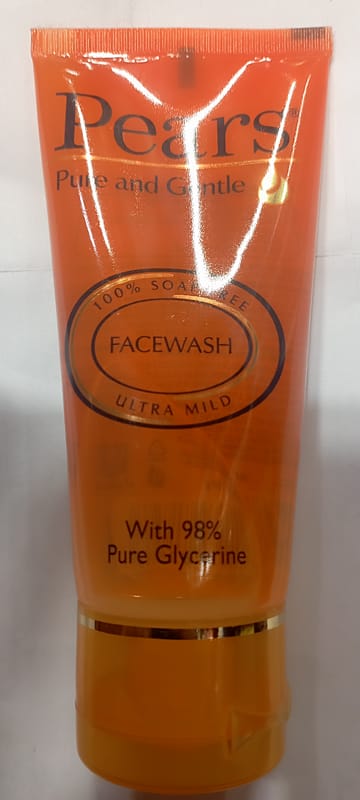 Pears
Pure and Gentle
100% SOAP FREE
FACEWASH
ULTRA MILD
With 98%
Pure Glycerine